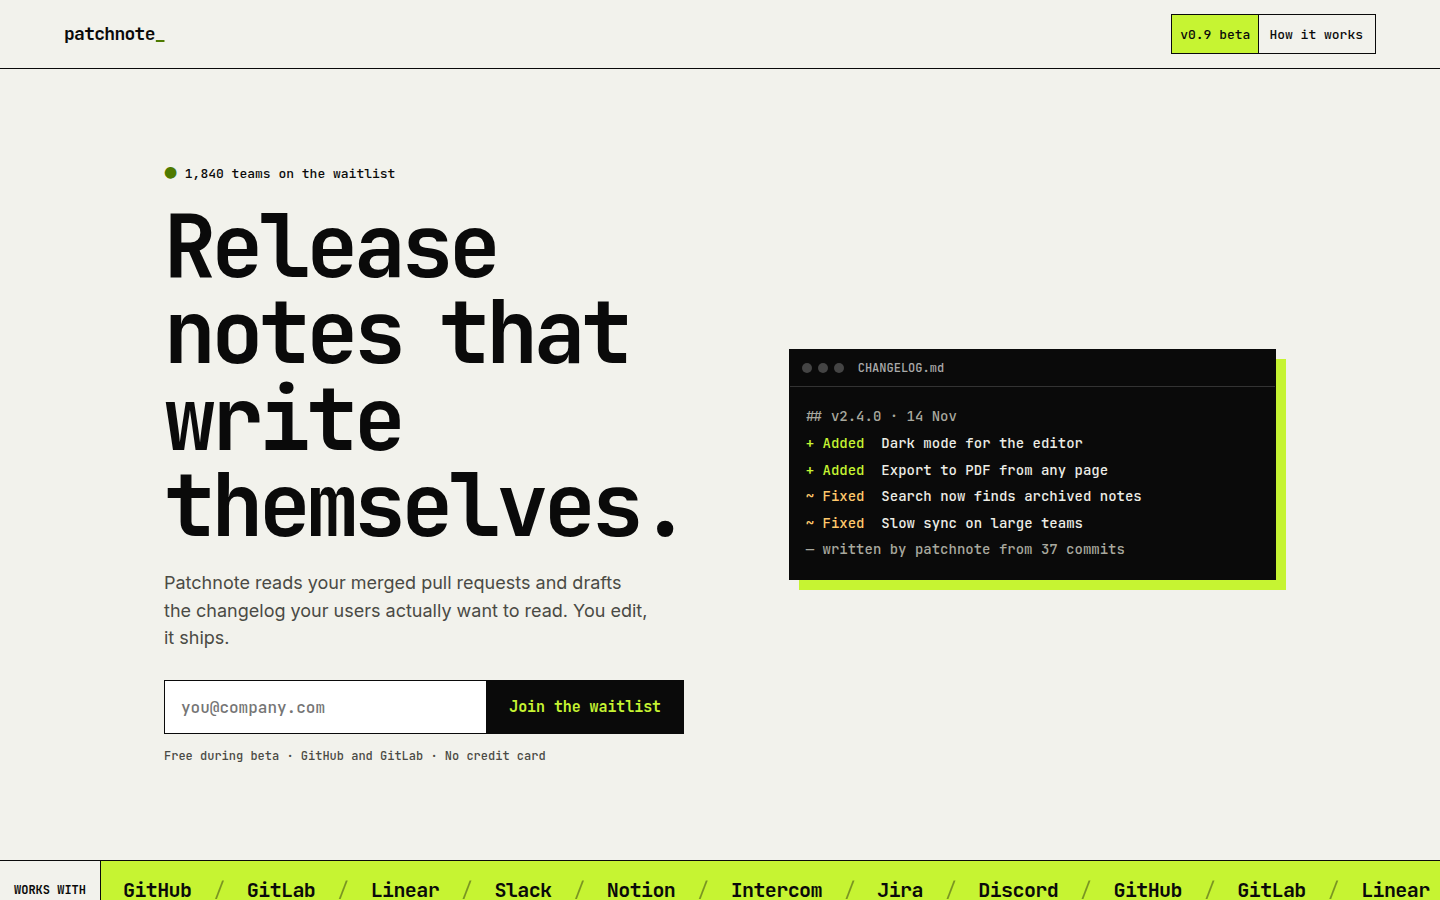 patchnote_
v0.9 beta
How it works
1,840 teams on the waitlist
Release
notes that
write
themselves.
Patchnote reads your merged pull requests and drafts
the changelog your users actually want to read. You edit,
it ships.
you@company.com
Join the waitlist
Free during beta · GitHub and GitLab · No credit card
CHANGELOG.md
## v2.4.0 · 14 Nov
+ Added Dark mode for the editor
+ Added Export to PDF from any page
~ Fixed Search now finds archived notes
~ Fixed Slow sync on large teams
— written by patchnote from 37 commits
WORKS WITH
GitHub / GitLab / Linear / Slack / Notion / Intercom / Jira / Discord / GitHub / GitLab / Linear